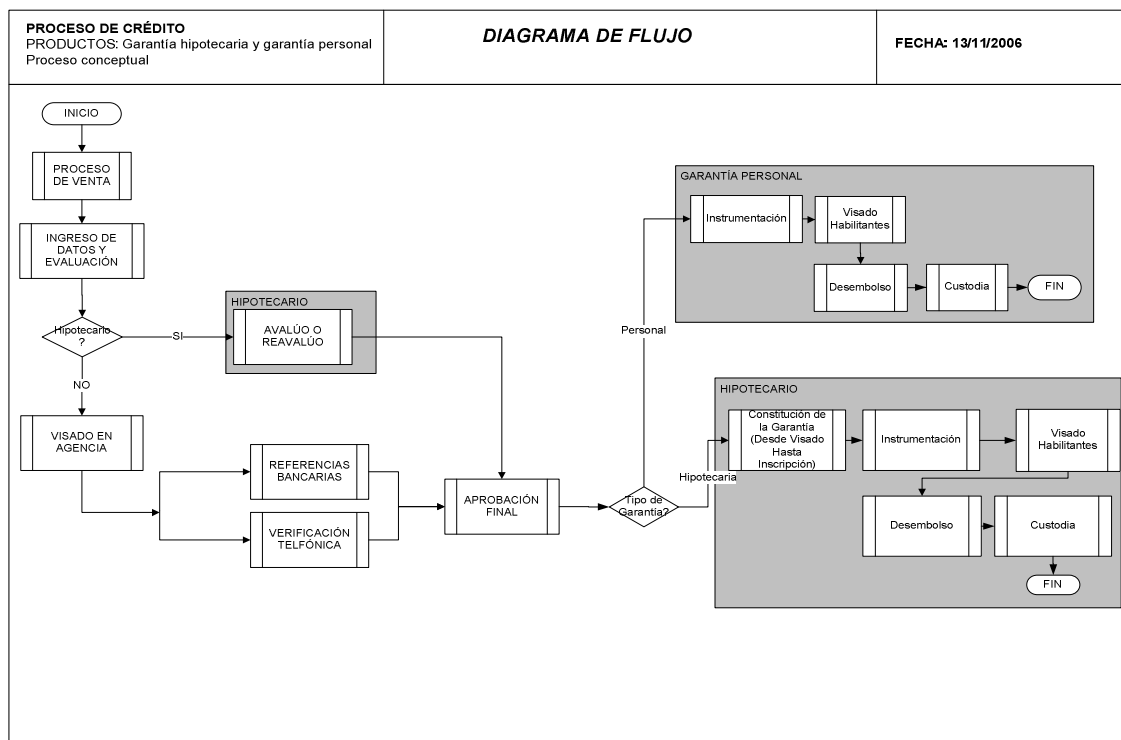 PROCESO DE CRÉDITO
PRODUCTOS: Garantía hipotecaria y garantía personal
Proceso conceptual
DIAGRAMA DE FLUJO
FECHA: 13/11/2006
INICIO
PROCESO
DE VENTA
INGRESO DE
DATOS Y
EVALUACIÓN
Hipotecario
?
SI
NO
HIPOTECARIO
AVALÚO O
REAVALÚO
VISADO EN
AGENCIA
REFERENCIAS
BANCARIAS
VERIFICACIÓN
TELFÓNICA
APROBACIÓN
FINAL
Tipo de
Garantía?
Personal
Hipotecaria
GARANTÍA PERSONAL
Instrumentación
Visado
Habilitantes
Desembolso
Custodia
FIN
HIPOTECARIO
Constitución de
la Garantía
(Desde Visado
Hasta
Inscripción)
Instrumentación
Visado
Habilitantes
Desembolso
Custodia
FIN